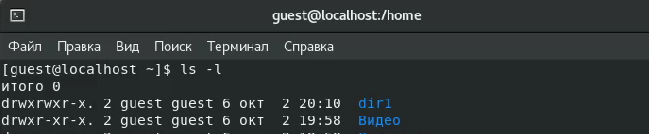 guest@localhost:/home
Файл Правка Вид Поиск Терминал Справка
[guest@localhost ~]$ ls -l
итого 0
drwxrwxr-x. 2 guest guest 6 окт  2 20:10 dir1
drwxr-xr-x. 2 guest guest 6 окт  2 19:58 Видео